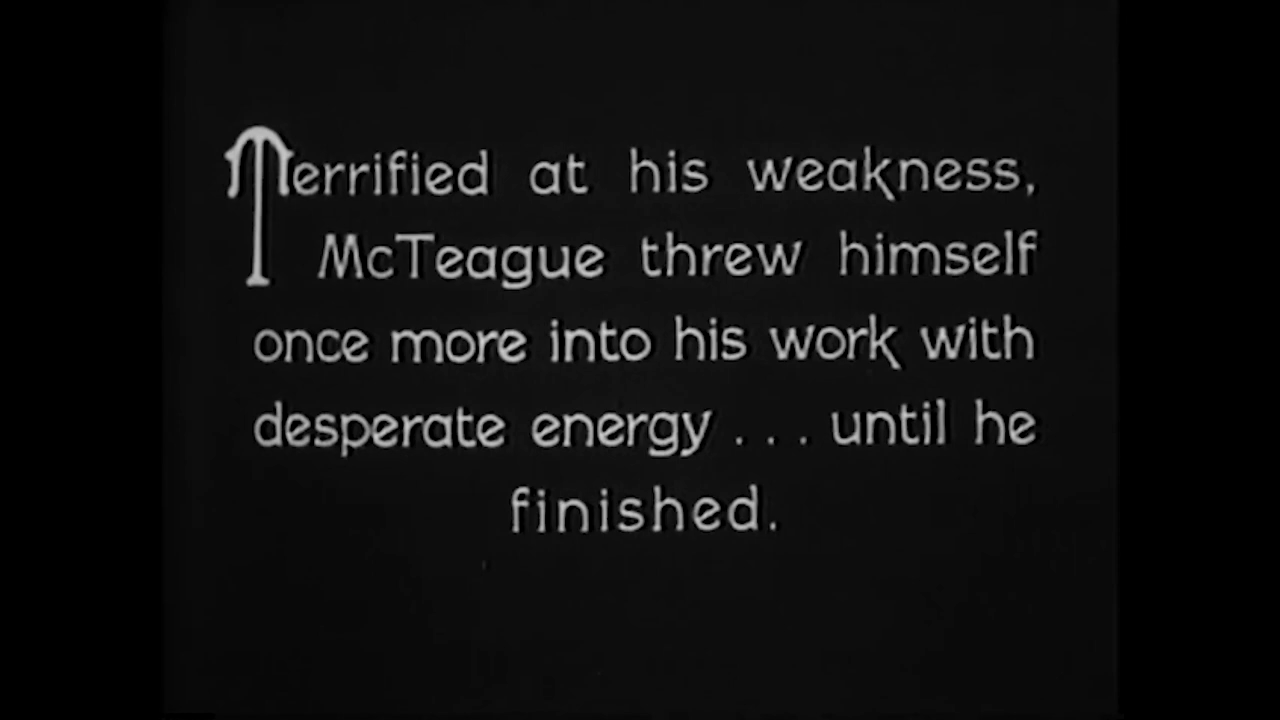 Terrified at his weakness,
McTeague threw himself
once more into his work with
desperate energy . . . until he
finished.